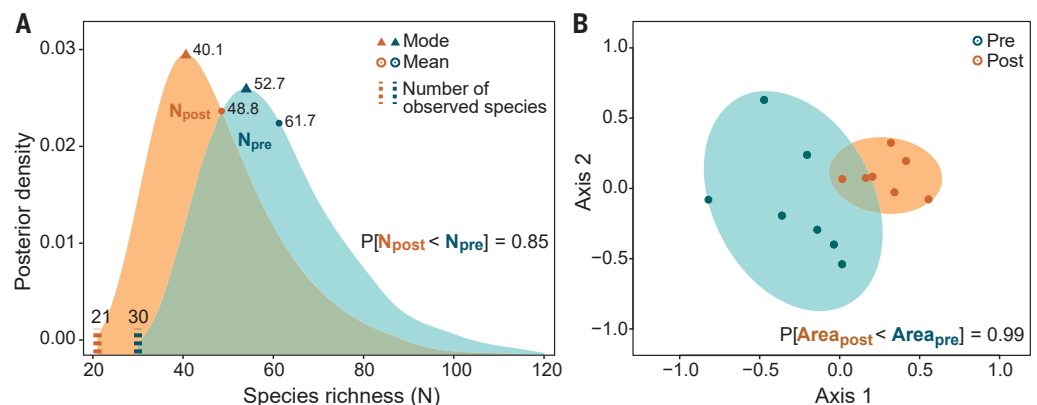 A
Posterior density
0.03
0.02
0.01
0.00
40.1
52.7
Npost
48.8
Npre
61.7
Mode
Mean
Number of
observed species
P[Npost < Npre] = 0.85
21
30
20
40
60
80
100
120
Species richness (N)
B
Axis 2
1.0
0.5
0.0
−0.5
−1.0
Pre
Post
P[Areapost < Areapre] = 0.99
−1.0
−0.5
0.0
0.5
1.0
Axis 1